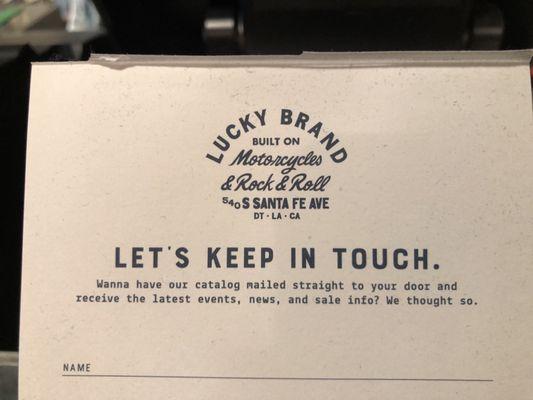 LUCKY BRAND
BUILT ON
Motorcycles
& Rock & Roll
540 S SANTA FE AVE
DT · LA · CA
LET'S KEEP IN TOUCH.
Wanna have our catalog mailed straight to your door and
receive the latest events, news, and sale info? We thought so.
NAME